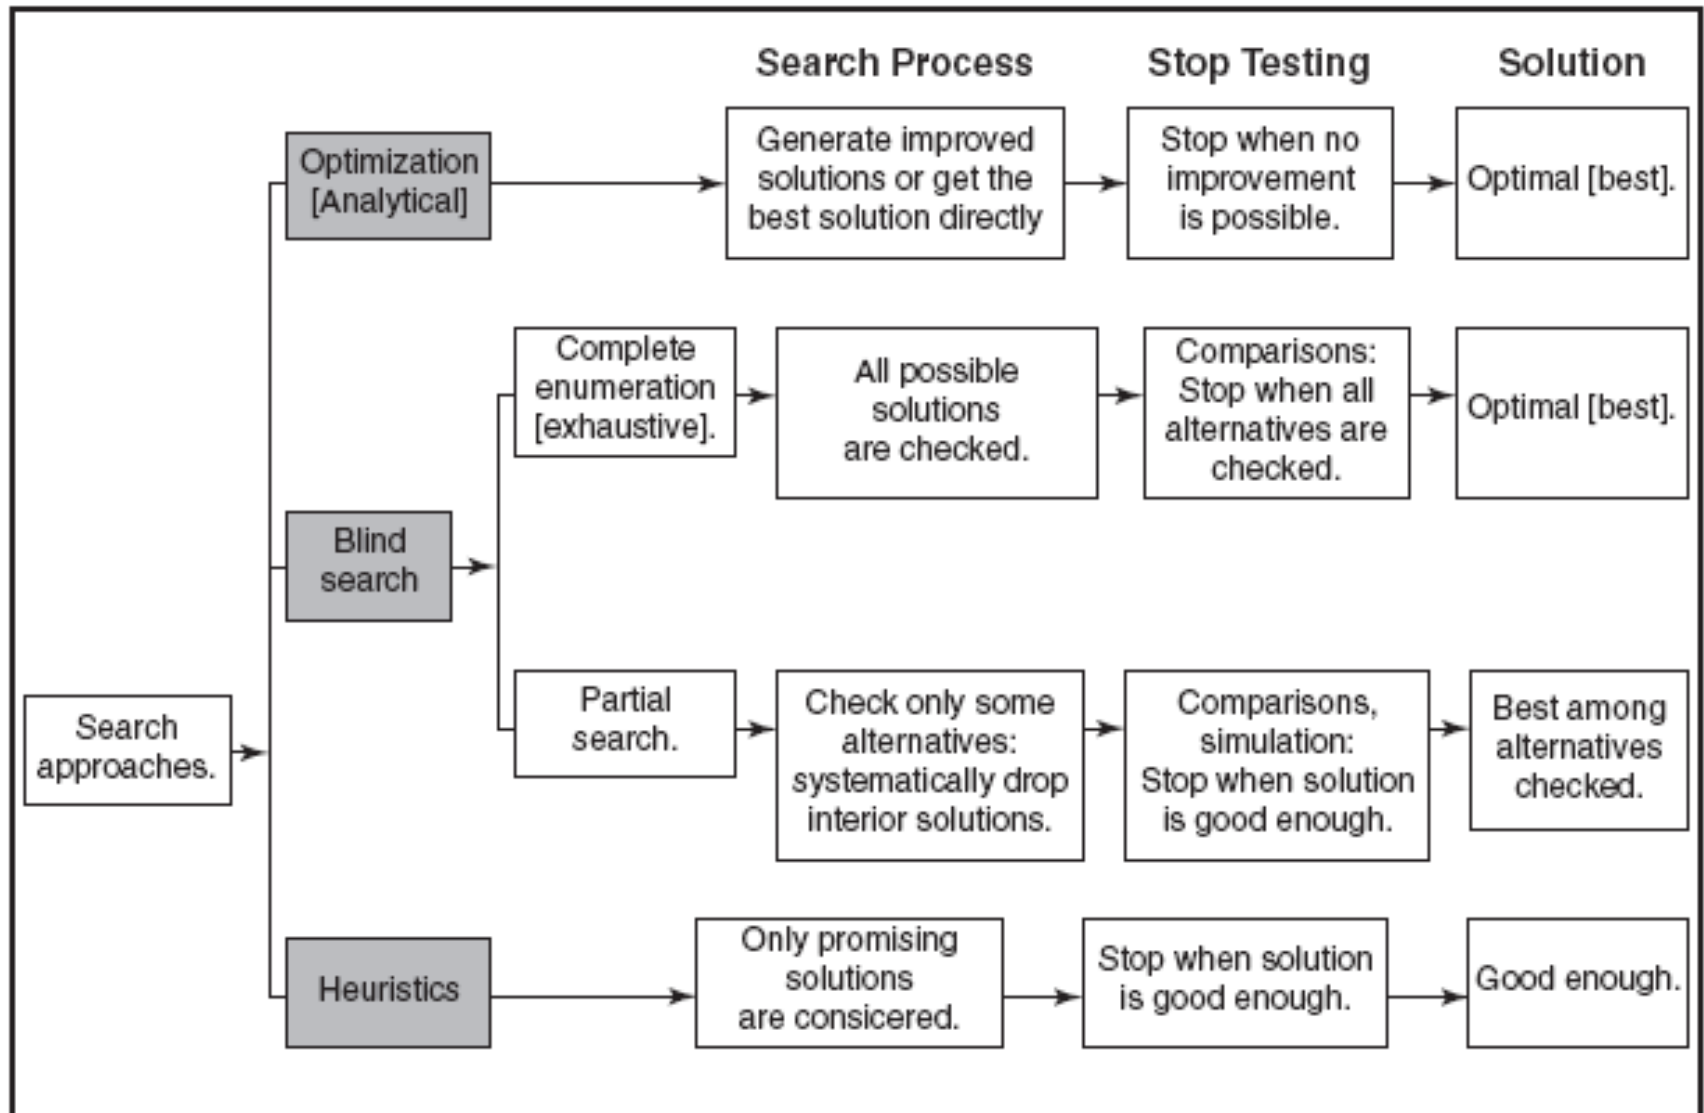 Search Process
Stop Testing
Solution
Optimization
[Analytical]
Generate improved
solutions or get the
best solution directly
Stop when no
improvement
is possible.
Optimal [best].
Complete
enumeration
[exhaustive].
All possible
solutions
are checked.
Comparisons:
Stop when all
alternatives are
checked.
Optimal [best].
Blind
search
Partial
search.
Check only some
alternatives:
systematically drop
interior solutions.
Comparisons,
simulation:
Stop when solution
is good enough.
Best among
alternatives
checked.
Search
approaches.
Heuristics
Only promising
solutions
are consicered.
Stop when solution
is good enough.
Good enough.